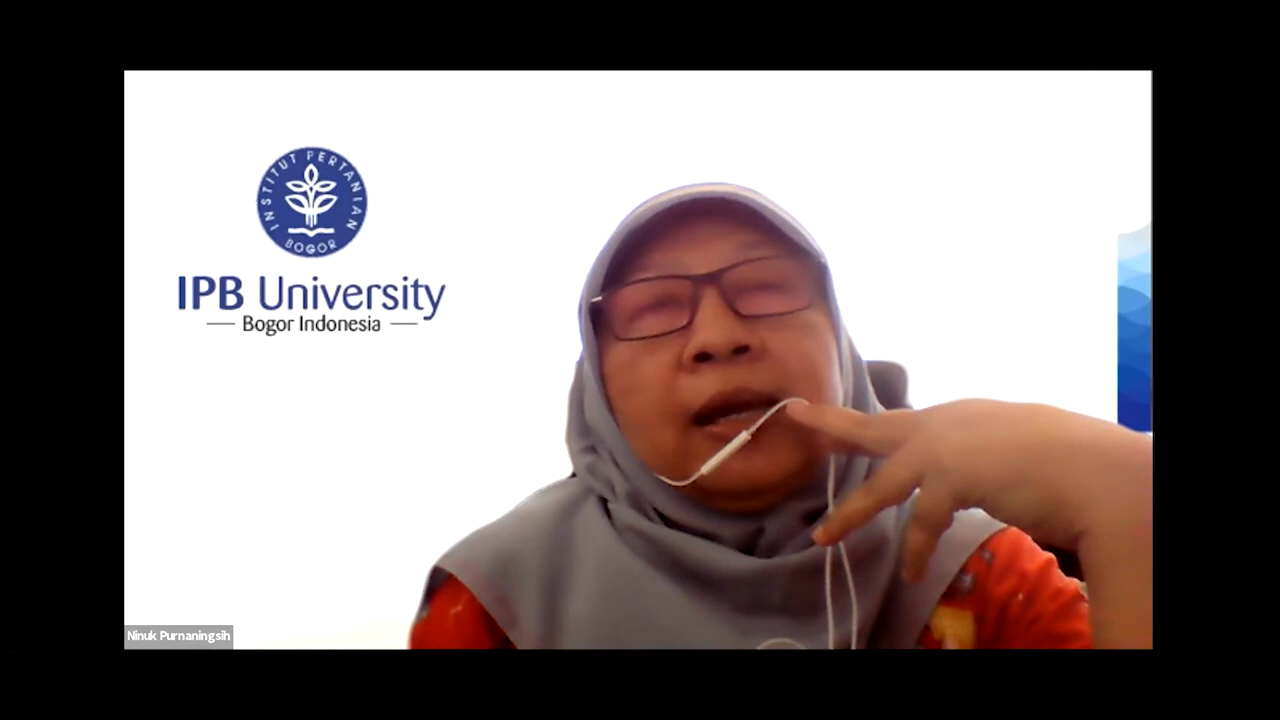 INSTITUT PERTANIAN
BOGOR
IPB University
Bogor Indonesia
Ninuk Purnaningsih